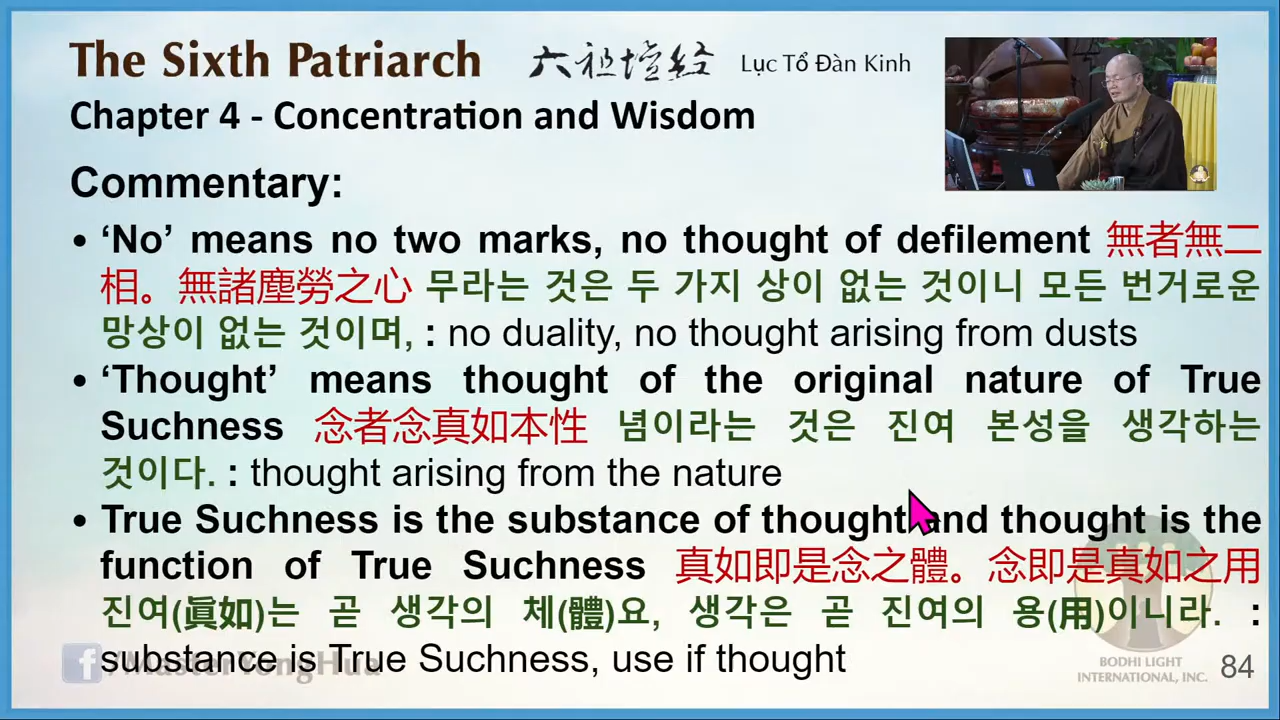 The Sixth Patriarch 六祖壇経 Lục Tổ Đàn Kinh
Chapter 4 - Concentration and Wisdom
Commentary:
• ‘No’ means no two marks, no thought of defilement 無者無二
相。無諸塵勞之心 무라는 것은 두 가지 상이 없는 것이니 모든 번거로운
망상이 없는 것이며, : no duality, no thought arising from dusts
• ‘Thought’ means thought of the original nature of True
Suchness 念者念真如本性 념이라는 것은 진여 본성을 생각하는
것이다. : thought arising from the nature
• True Suchness is the substance of thought and thought is the
function of True Suchness 真如即是念之體。念即是真如之用
진여(眞如)는 곧 생각의 체(體)요, 생각은 곧 진여의 용(用)이니라. :
substance is True Suchness, use if thought
f/MasterYongHua
BODHI LIGHT
INTERNATIONAL, INC.
84